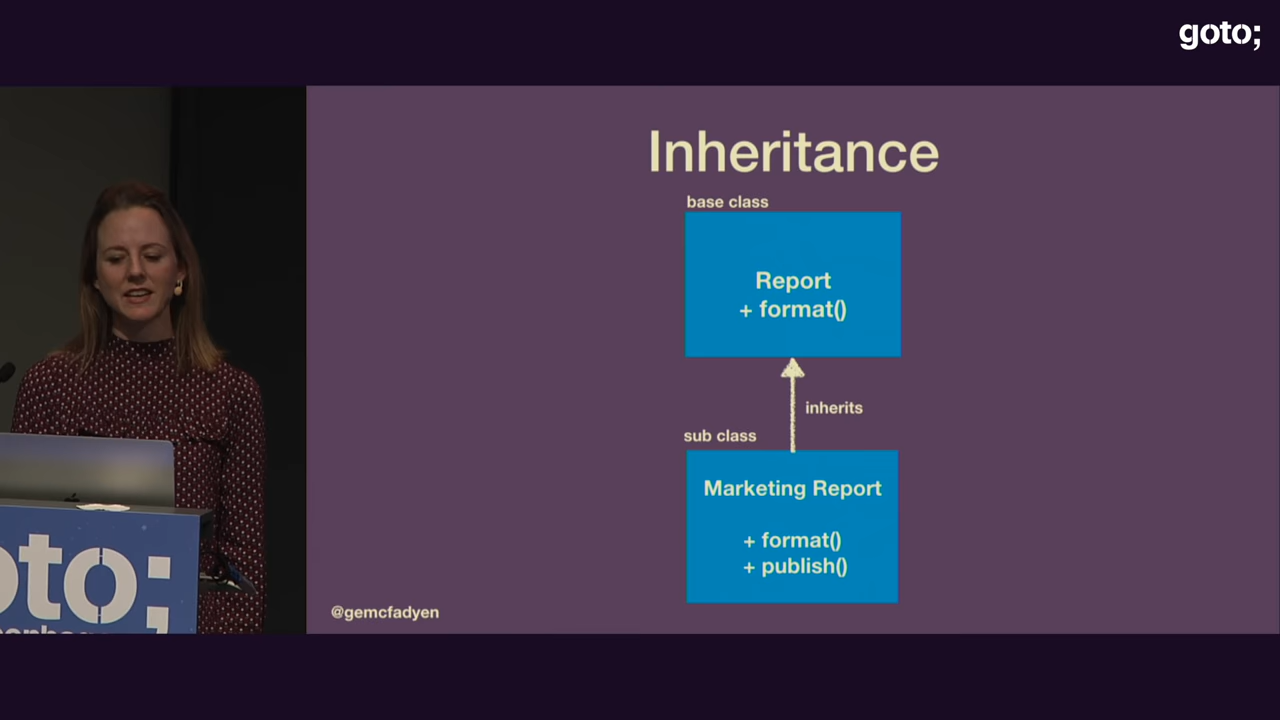 goto;
Inheritance
base class
Report
+ format()
inherits
sub class
Marketing Report
+ format()
+ publish()
@gemcfadyen
oto;